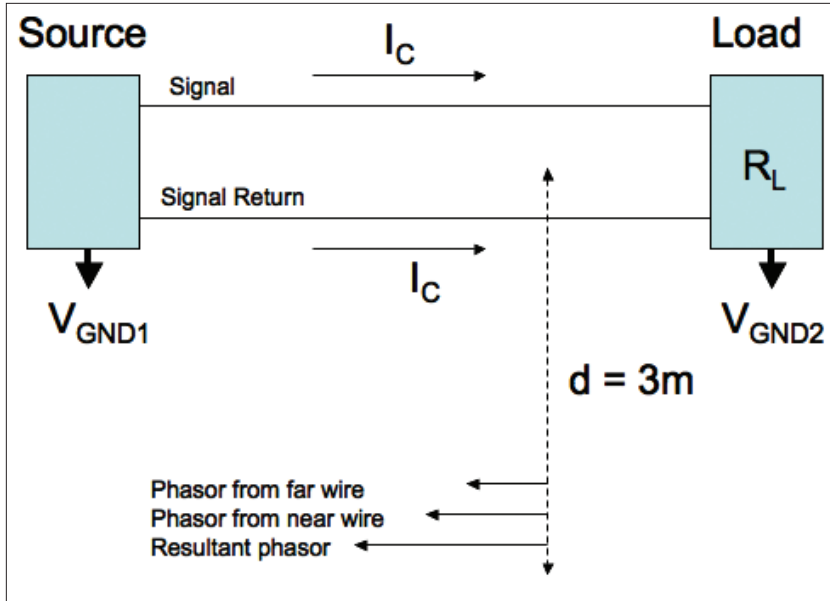 Source
I_C
Load
Signal
R_L
Signal Return
I_C
V_GND1
V_GND2
d = 3m
Phasor from far wire
Phasor from near wire
Resultant phasor